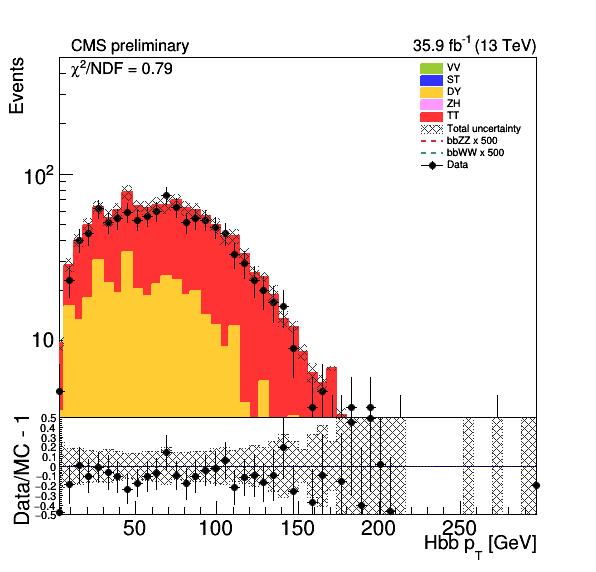 CMS preliminary 35.9 fb⁻¹ (13 TeV)
χ²/NDF = 0.79
Events
VV
ST
DY
ZH
TT
Total uncertainty
bbZZ x 500
bbWW x 500
Data
10²
10
Data/MC - 1
0.5
0.4
0.3
0.2
0.1
0
-0.1
-0.2
-0.3
-0.4
-0.5
50 100 150 200 250
Hbb p_T [GeV]